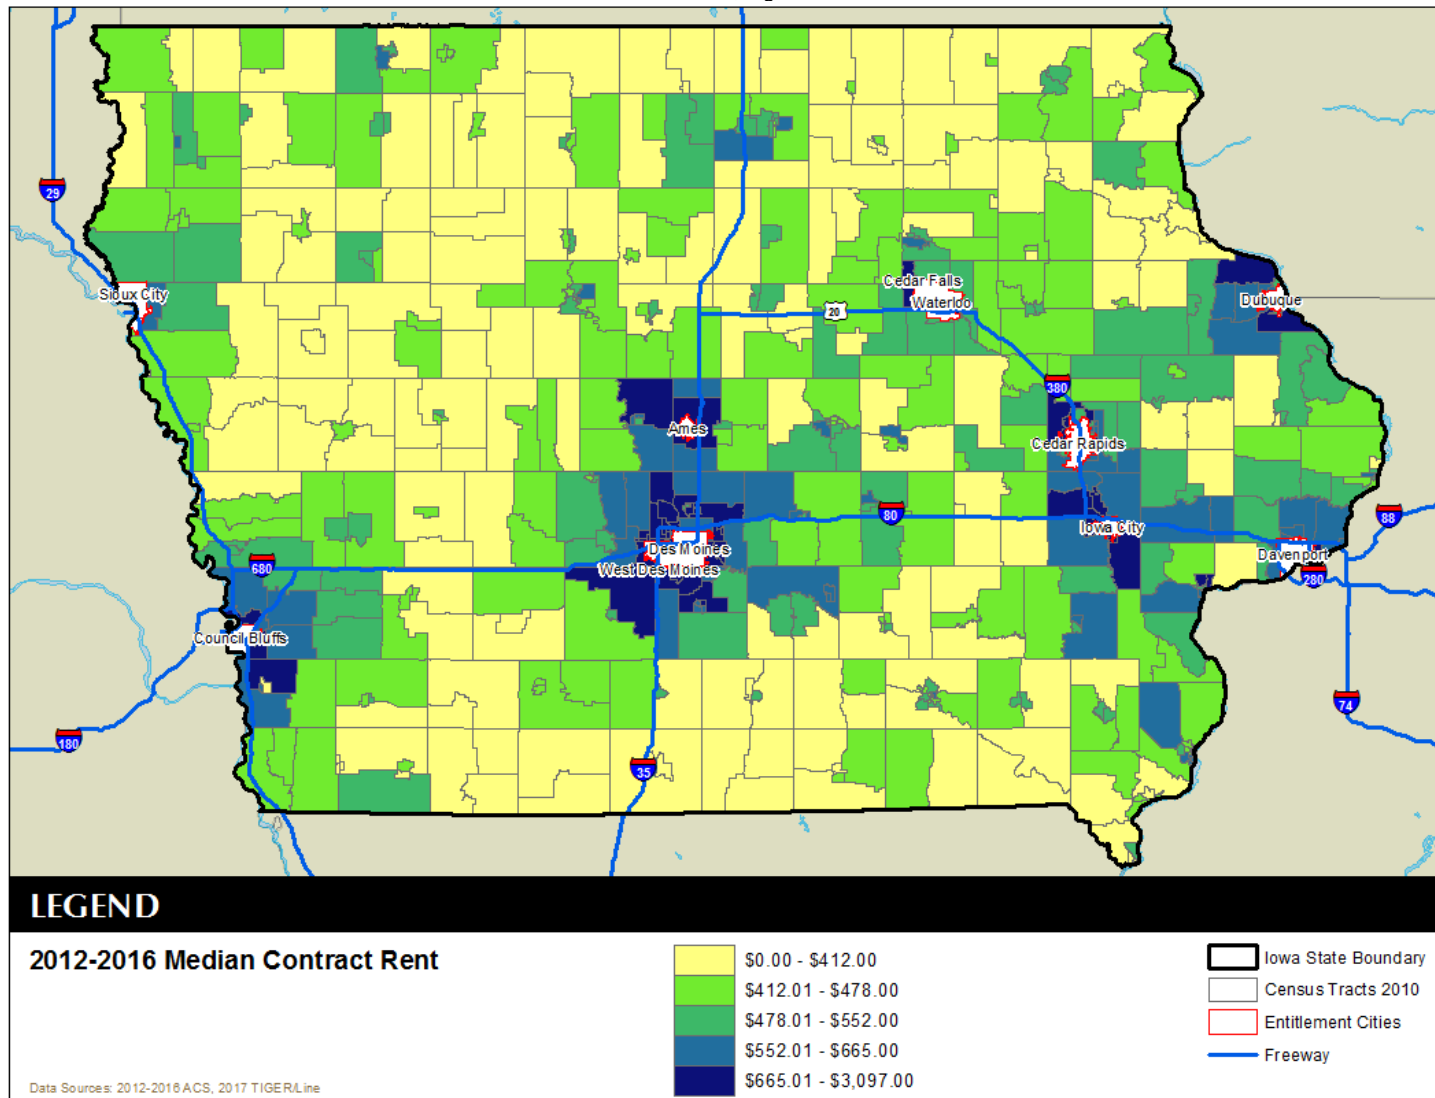 29
Sioux City
Cedar Falls
Waterloo
Dubuque
20
380
Ames
Cedar Rapids
80
88
Iowa City
Des Moines
Davenport
West Des Moines
680
280
Council Bluffs
74
180
35
LEGEND
2012-2016 Median Contract Rent
$0.00 - $412.00
$412.01 - $478.00
$478.01 - $552.00
$552.01 - $665.00
$665.01 - $3,097.00
Iowa State Boundary
Census Tracts 2010
Entitlement Cities
Freeway
Data Sources: 2012-2016 ACS, 2017 TIGER/Line